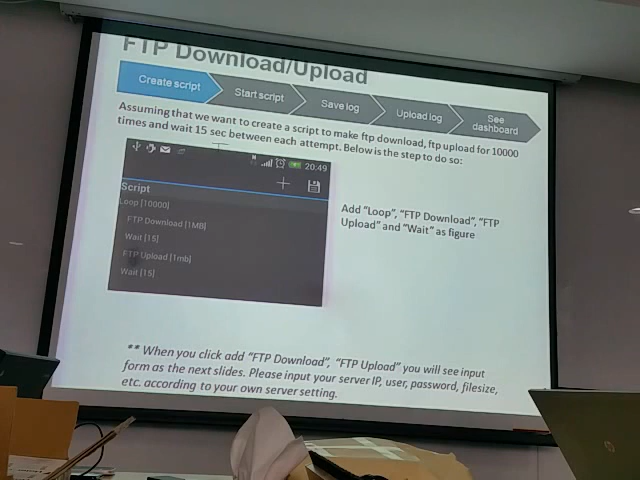 FTP Download/Upload
Create script
Start script
Save log
Upload log
See
dashboard
Assuming that we want to create a script to make ftp download, ftp upload for 10000
times and wait 15 sec between each attempt. Below is the step to do so:
20:49
Script
Loop [10000]
FTP Download [1MB]
Wait [15]
FTP Upload [1mb]
Wait [15]
Add "Loop", "FTP Download", "FTP
Upload" and "Wait" as figure
** When you click add "FTP Download", "FTP Upload" you will see input
form as the next slides. Please input your server IP, user, password, filesize,
etc. according to your own server setting.
hp